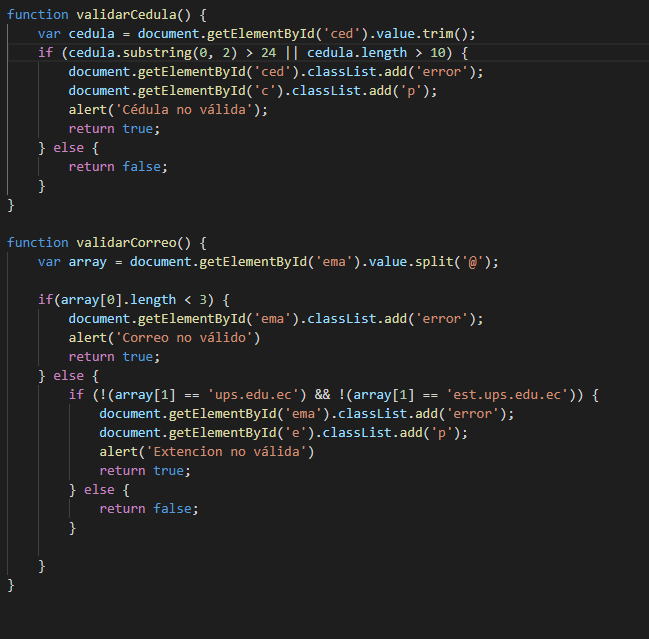 function validarCedula() {
    var cedula = document.getElementById('ced').value.trim();
    if (cedula.substring(0, 2) > 24 || cedula.length > 10) {
        document.getElementById('ced').classList.add('error');
        document.getElementById('c').classList.add('p');
        alert('Cédula no válida');
        return true;
    } else {
        return false;
    }
}

function validarCorreo() {
    var array = document.getElementById('ema').value.split('@');

    if(array[0].length < 3) {
        document.getElementById('ema').classList.add('error');
        alert('Correo no válido')
        return true;
    } else {
        if (!(array[1] == 'ups.edu.ec') && !(array[1] == 'est.ups.edu.ec')) {
            document.getElementById('ema').classList.add('error');
            document.getElementById('e').classList.add('p');
            alert('Extencion no válida')
            return true;
        } else {
            return false;
        }

    }
}